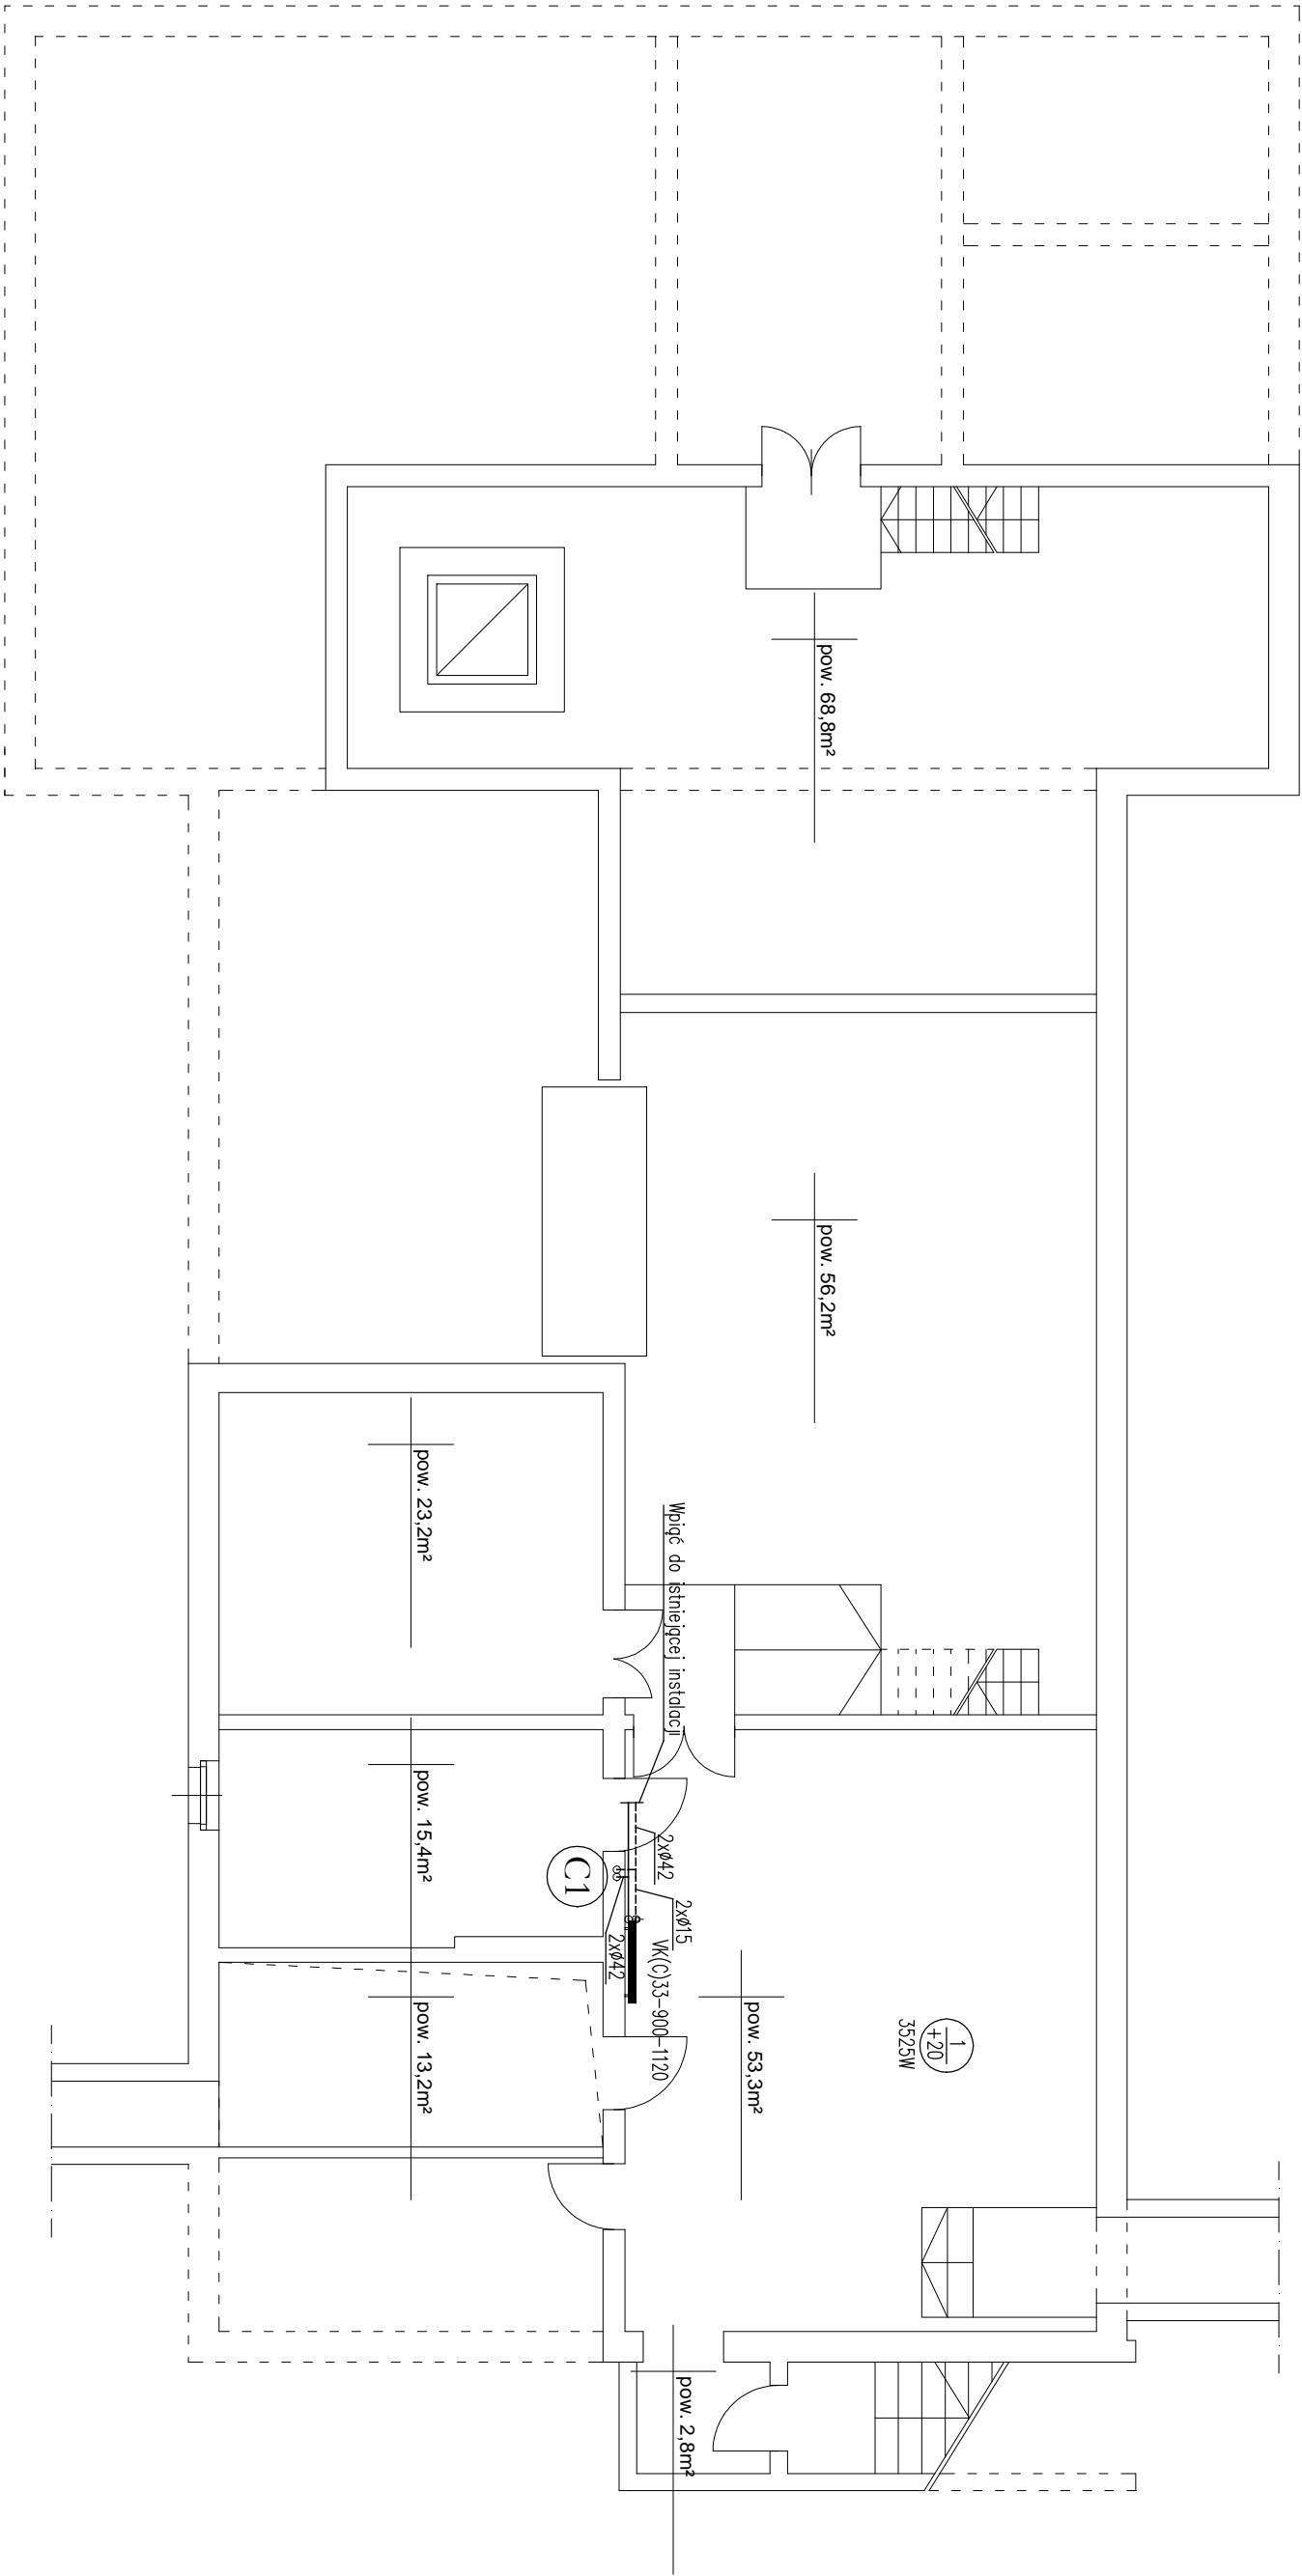 pow. 68,8m²
pow. 56,2m²
pow. 23,2m²
Wpiąć do istniejącej instalacji
pow. 15,4m²
C1
2xø42
2xø15
2xø42
VK(C)33-900-1120
pow. 53,3m²
1
+20
3525W
pow. 13,2m²
pow. 2,8m²